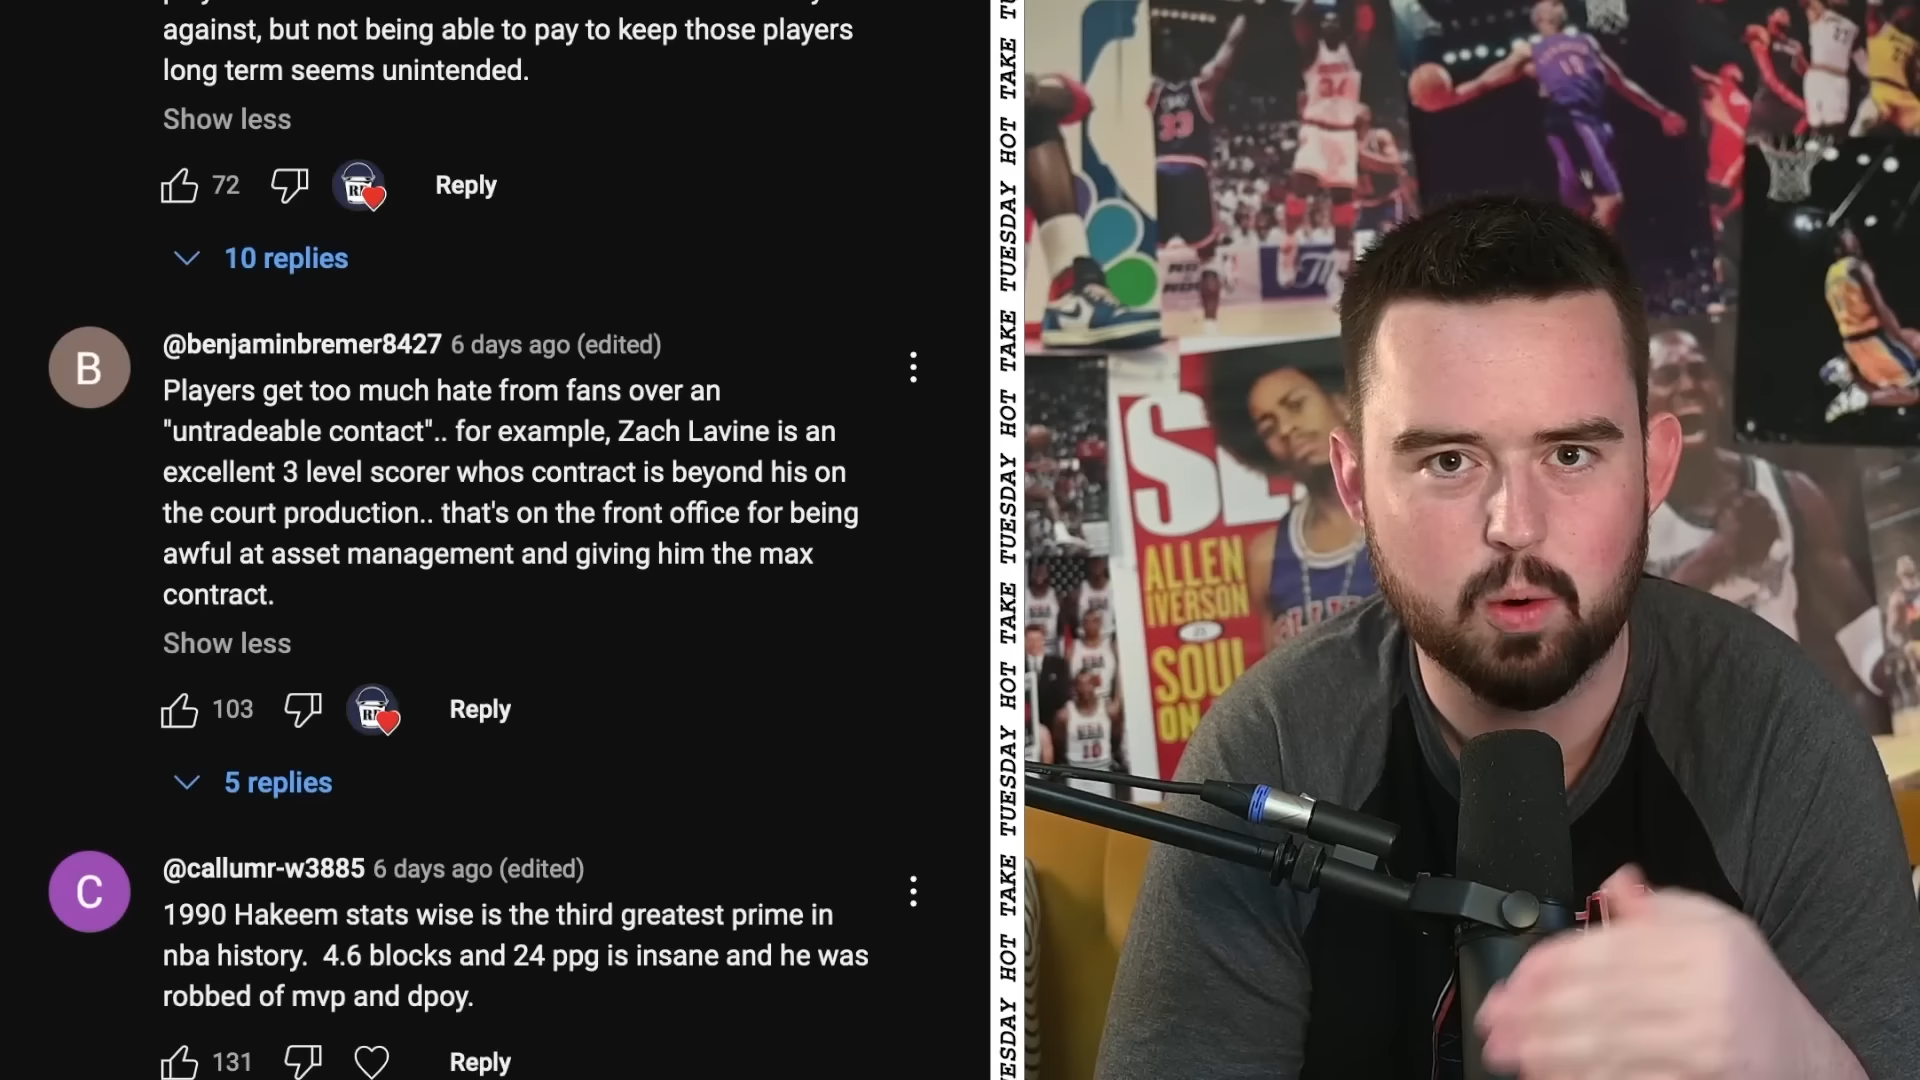 against, but not being able to pay to keep those players
long term seems unintended.
Show less
72
Reply
10 replies
B
@benjaminbremer8427 6 days ago (edited)
Players get too much hate from fans over an
"untradeable contact".. for example, Zach Lavine is an
excellent 3 level scorer whos contract is beyond his on
the court production.. that's on the front office for being
awful at asset management and giving him the max
contract.
Show less
103
Reply
5 replies
C
@callumr-w3885 6 days ago (edited)
1990 Hakeem stats wise is the third greatest prime in
nba history.  4.6 blocks and 24 ppg is insane and he was
robbed of mvp and dpoy.
131
Reply
HOT TAKE TUESDAY HOT TAKE TUESDAY HOT TAKE TUESDAY HOT TAKE
33
34
ALLEN
IVERSON
SOUL
ON